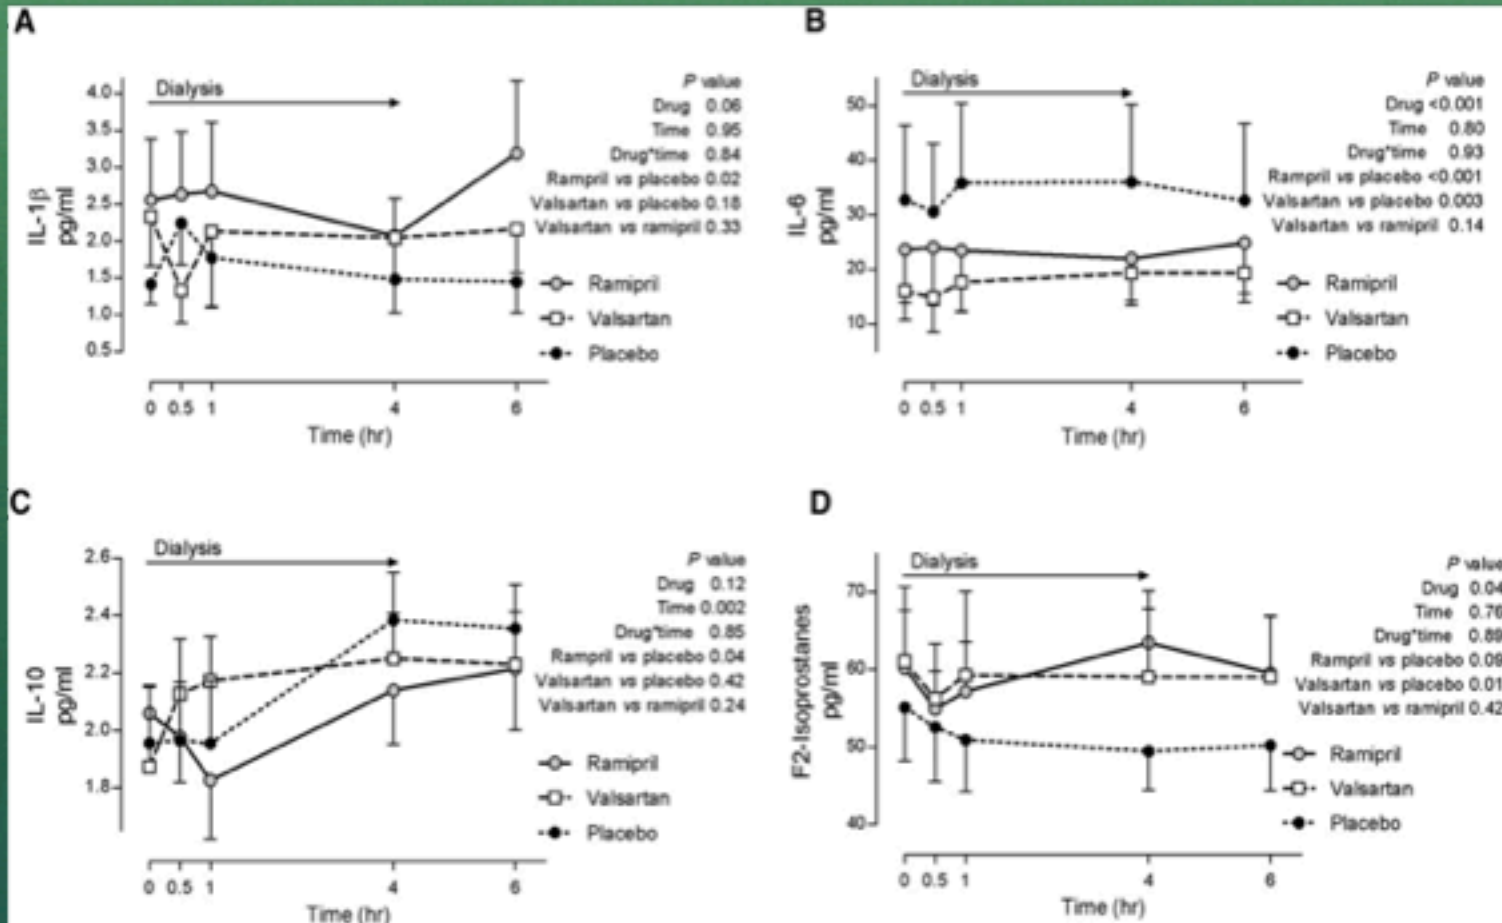 A
Dialysis
P value
Drug 0.06
Time 0.95
Drug*time 0.84
Rampril vs placebo 0.02
Valsartan vs placebo 0.18
Valsartan vs ramipril 0.33
4.0
3.5
3.0
2.5
2.0
1.5
1.0
0.5
IL-1β
pg/ml
Ramipril
Valsartan
Placebo
0 0.5 1 4 6
Time (hr)
B
Dialysis
P value
Drug <0.001
Time 0.80
Drug*time 0.93
Rampril vs placebo <0.001
Valsartan vs placebo 0.003
Valsartan vs ramipril 0.14
50
40
30
20
10
IL-6
pg/ml
Ramipril
Valsartan
Placebo
0 0.5 1 4 6
Time (hr)
C
Dialysis
P value
Drug 0.12
Time 0.002
Drug*time 0.85
Rampril vs placebo 0.04
Valsartan vs placebo 0.42
Valsartan vs ramipril 0.24
2.6
2.4
2.2
2.0
1.8
IL-10
pg/ml
Ramipril
Valsartan
Placebo
0 0.5 1 4 6
Time (hr)
D
Dialysis
P value
Drug 0.04
Time 0.76
Drug*time 0.89
Rampril vs placebo 0.09
Valsartan vs placebo 0.01
Valsartan vs ramipril 0.42
70
60
50
40
F2-Isoprostanes
pg/ml
Ramipril
Valsartan
Placebo
0 0.5 1 4 6
Time (hr)